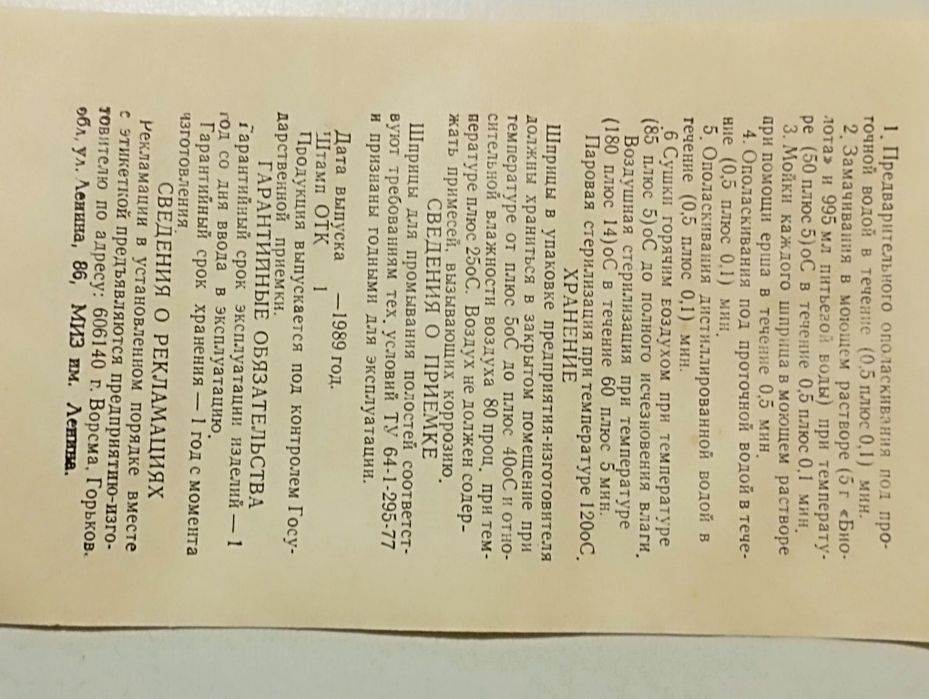 1. Предварительного ополаскивания под про-
точной водой в течение (0,5 плюс 0,1) мин.
2. Замачивания в моющем растворе (5 г «Био-
лота» и 995 мл питьевой воды) при температу-
ре (50 плюс 5)оС в течение 0,5 плюс 0,1 мин
3. Мойки каждого шприца в моющем растворе
при помощи ерша в течение 0,5 мин.
4. Ополаскивания под проточной водой в тече-
ние (0,5 плюс 0,1) мин.
5. Ополаскивания дистиллированной водой в
течение (0,5 плюс 0,1) мин.
6 Сушки горячим воздухом при температуре
(85 плюс 5)оС до полного исчезновения влаги.
Воздушная стерилизация при температуре
(180 плюс 14)оС в течение 60 плюс 5 мин.
Паровая стерилизация при температуре 120оС.
ХРАНЕНИЕ
Шприцы в упаковке предприятия-изготовителя
должны храниться в закрытом помещение при
температуре от плюс 5оС до плюс 40оС и отно-
сительной влажности воздуха 80 проц. при тем-
пературе плюс 25оС. Воздух не должен содер-
жать примесей, вызывающих коррозию.
СВЕДЕНИЯ О ПРИЕМКЕ
Шприцы для промывания полостей соответст-
вуют требованиям тех. условий ТУ 64-1-295-77
и признаны годными для эксплуатации.
Дата выпуска —1989 год.
Штамп ОТК 1
Продукция выпускается под контролем Госу-
дарственной приемки.
ГАРАНТИЙНЫЕ ОБЯЗАТЕЛЬСТВА
Гарантийный срок эксплуатации изделий — 1
год со дня ввода в эксплуатацию.
Гарантийный срок хранения — 1 год с момента
изготовления.
СВЕДЕНИЯ О РЕКЛАМАЦИЯХ
Рекламации в установленном порядке вместе
с этикеткой предъявляются предприятию-изго-
товителю по адресу: 606140 г. Ворсма, Горьков.
обл, ул. Ленина, 86, МИЗ им. Ленина.